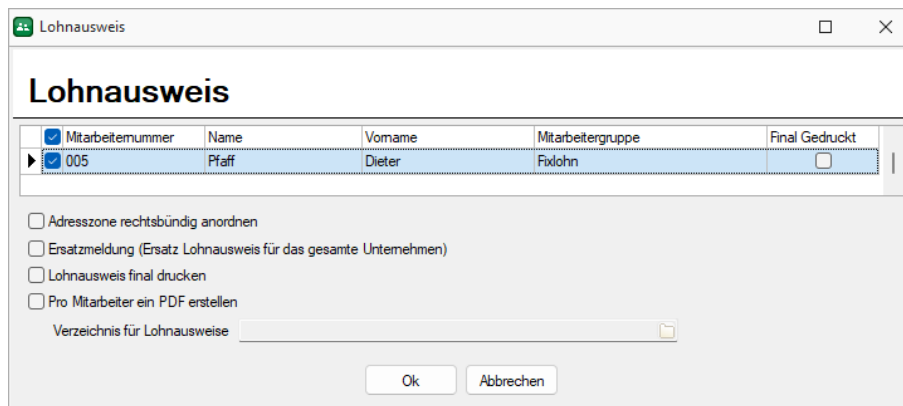 Lohnausweis
Lohnausweis
Mitarbeiternummer Name Vorname Mitarbeitergruppe Final Gedruckt
005 Pfaff Dieter Fixlohn
Adresszone rechtsbündig anordnen
Ersatzmeldung (Ersatz Lohnausweis für das gesamte Unternehmen)
Lohnausweis final drucken
Pro Mitarbeiter ein PDF erstellen
Verzeichnis für Lohnausweise
Ok Abbrechen